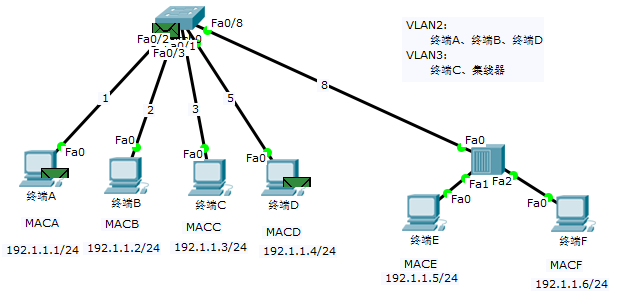 Fa0/8
Fa0/2
Fa0/1
Fa0/3
VLAN2:
终端A、终端B、终端D
VLAN3:
终端C、集线器
1
2
3
5
8
Fa0
Fa0
Fa0
Fa0
Fa0
Fa1
Fa2
Fa0
Fa0
终端A
终端B
终端C
终端D
终端E
终端F
MACA
MACB
MACC
MACD
MACE
MACF
192.1.1.1/24
192.1.1.2/24
192.1.1.3/24
192.1.1.4/24
192.1.1.5/24
192.1.1.6/24